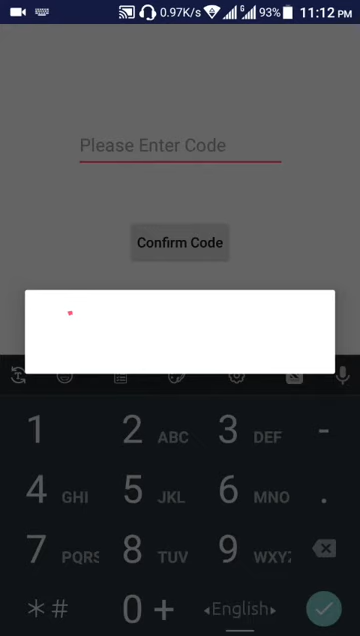 0.97K/s G 93% 11:12 PM
Please Enter Code
Confirm Code
1 2 ABC 3 DEF -
4 GHI 5 JKL 6 MNO .
7 PQRS 8 TUV 9 WXYZ
*# 0 + English